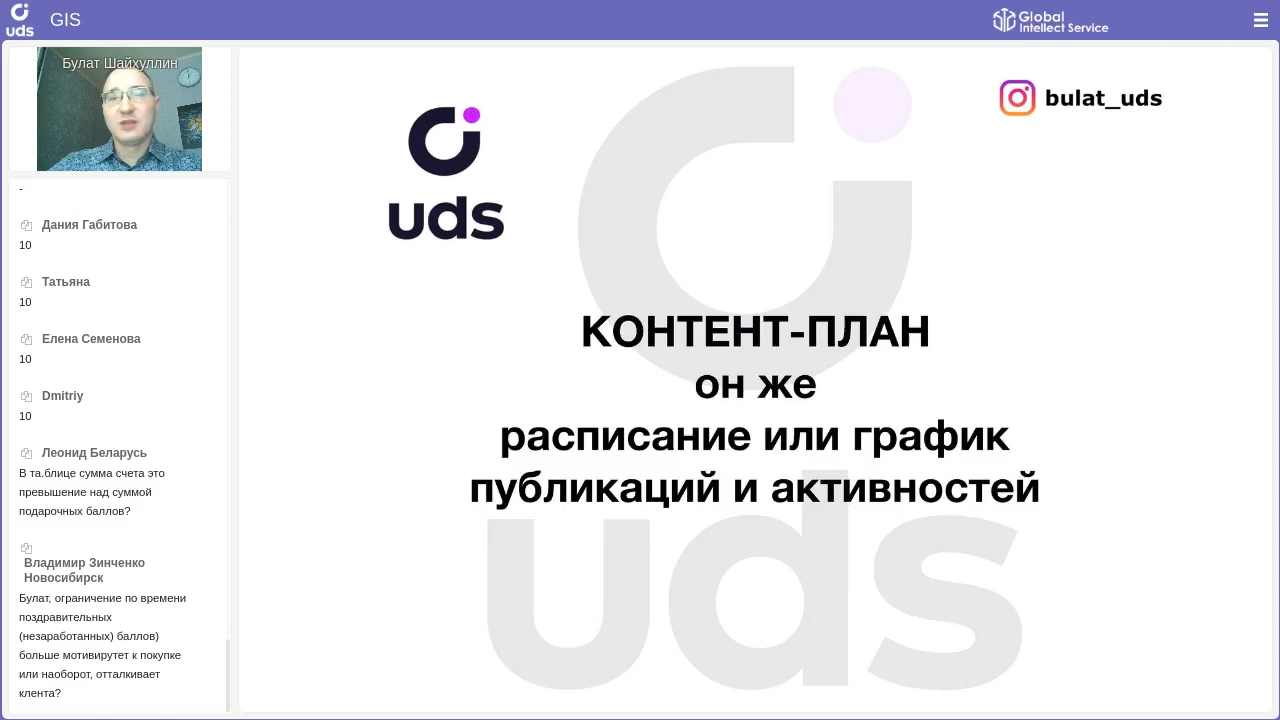 uds
GIS
Global
Intellect Service
Булат Шайхуллин
-
Дания Габитова
10
Татьяна
10
Елена Семенова
10
Dmitriy
10
Леонид Беларусь
В та.блице сумма счета это
превышение над суммой
подарочных баллов?
Владимир Зинченко
Новосибирск
Булат, ограничение по времени
поздравительных
(незаработанных) баллов)
больше мотивирутет к покупке
или наоборот, отталкивает
клента?
bulat_uds
uds
КОНТЕНТ-ПЛАН
он же
расписание или график
публикаций и активностей
uds